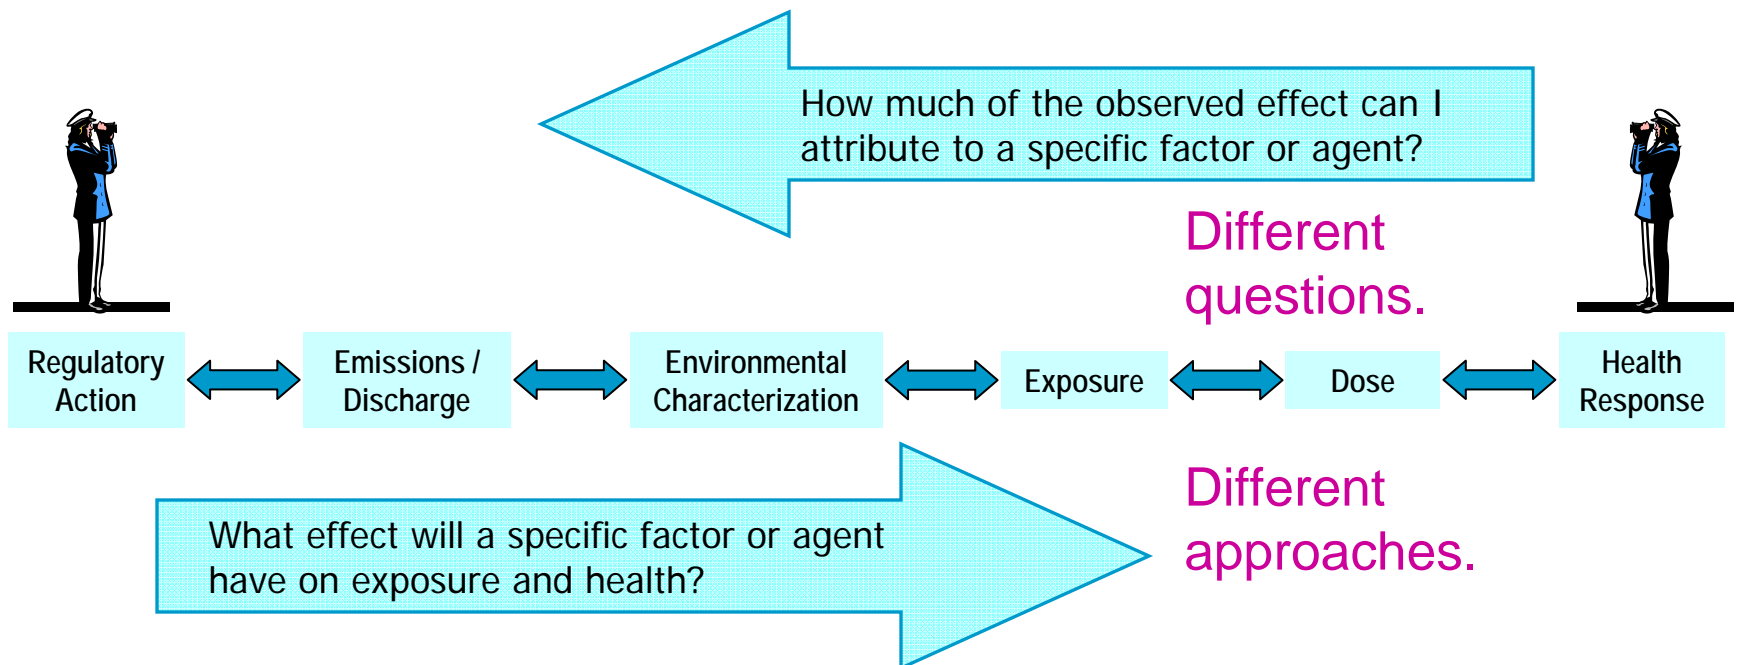 How much of the observed effect can I
attribute to a specific factor or agent?
Different
questions.
Regulatory
Action
Emissions /
Discharge
Environmental
Characterization
Exposure
Dose
Health
Response
What effect will a specific factor or agent
have on exposure and health?
Different
approaches.